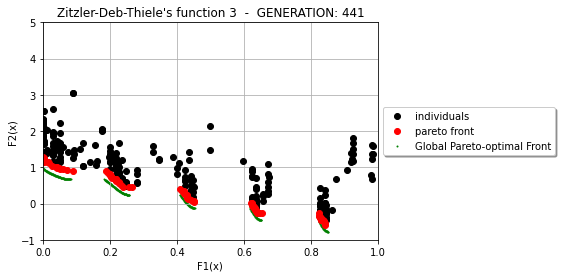 Zitzler-Deb-Thiele's function 3 - GENERATION: 441
F2(x)
5
4
3
2
1
0
−1
0.0 0.2 0.4 0.6 0.8 1.0
F1(x)
individuals
pareto front
Global Pareto-optimal Front